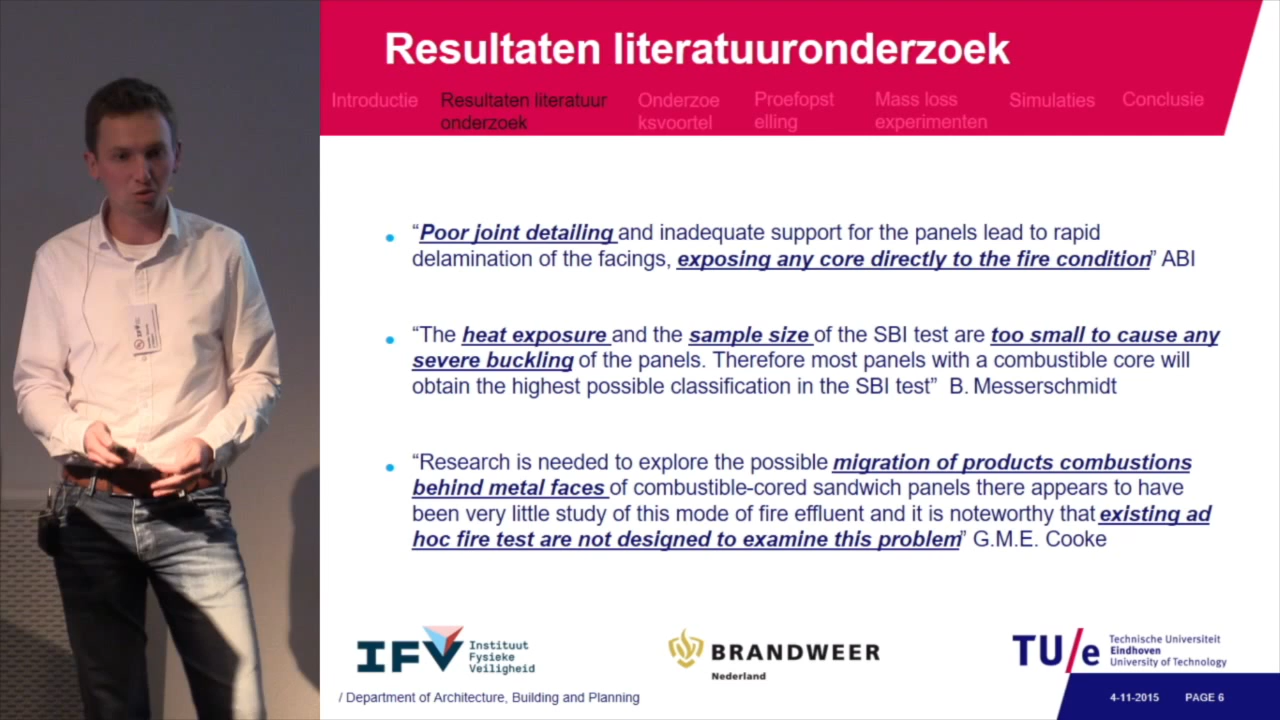 Resultaten literatuuronderzoek
Introductie
Resultaten literatuur
onderzoek
Onderzoe
ksvoortel
Proefopst
elling
Mass loss
experimenten
Simulaties
Conclusie
“Poor joint detailing and inadequate support for the panels lead to rapid
delamination of the facings, exposing any core directly to the fire condition” ABI
“The heat exposure and the sample size of the SBI test are too small to cause any
severe buckling of the panels. Therefore most panels with a combustible core will
obtain the highest possible classification in the SBI test” B. Messerschmidt
“Research is needed to explore the possible migration of products combustions
behind metal faces of combustible-cored sandwich panels there appears to have
been very little study of this mode of fire effluent and it is noteworthy that existing ad
hoc fire test are not designed to examine this problem” G.M.E. Cooke
IFV Instituut
Fysieke
Veiligheid
BRANDWEER
Nederland
TU/e Technische Universiteit
Eindhoven
University of Technology
/ Department of Architecture, Building and Planning
4-11-2015 PAGE 6